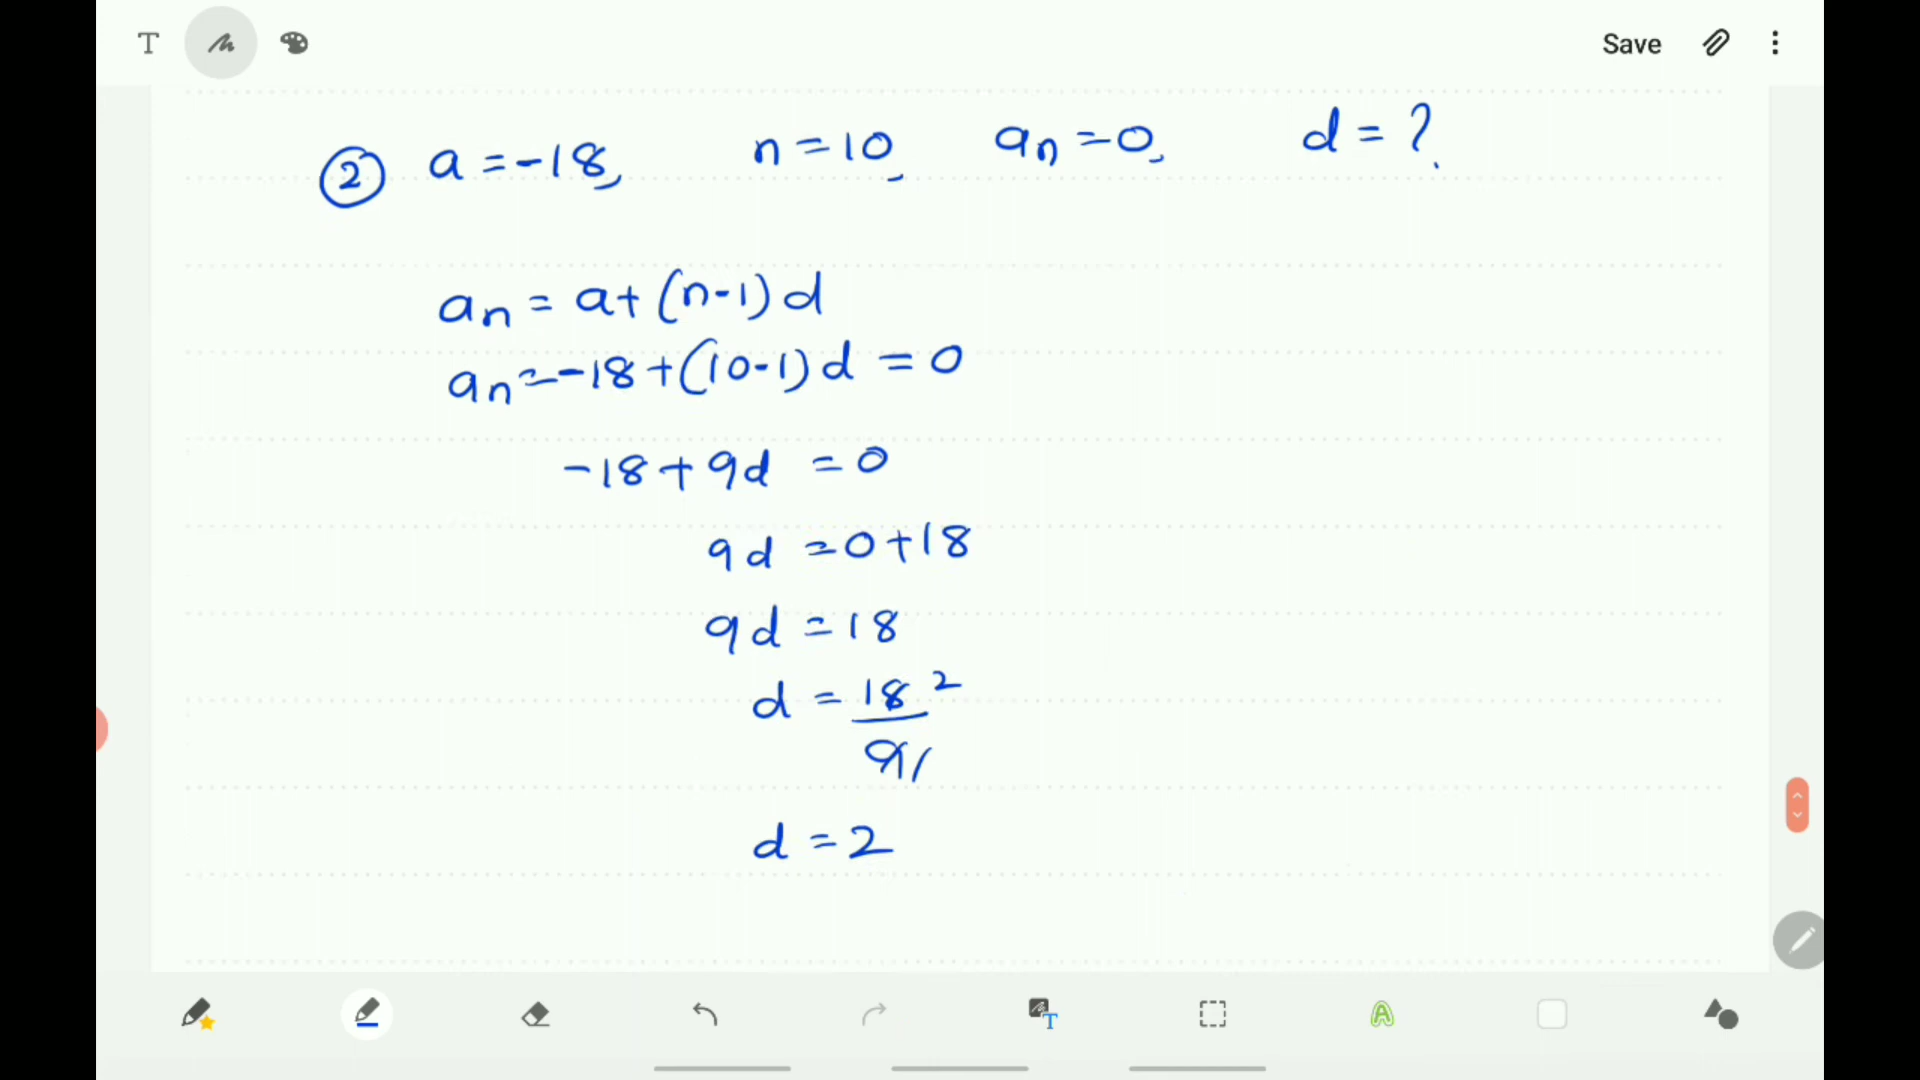 T Save
② a = -18, n = 10, an = 0, d = ?
an = a + (n-1) d
an = -18 + (10-1) d = 0
-18 + 9d = 0
9d = 0 + 18
9d = 18
d = 18 2
9 1
d = 2
T A